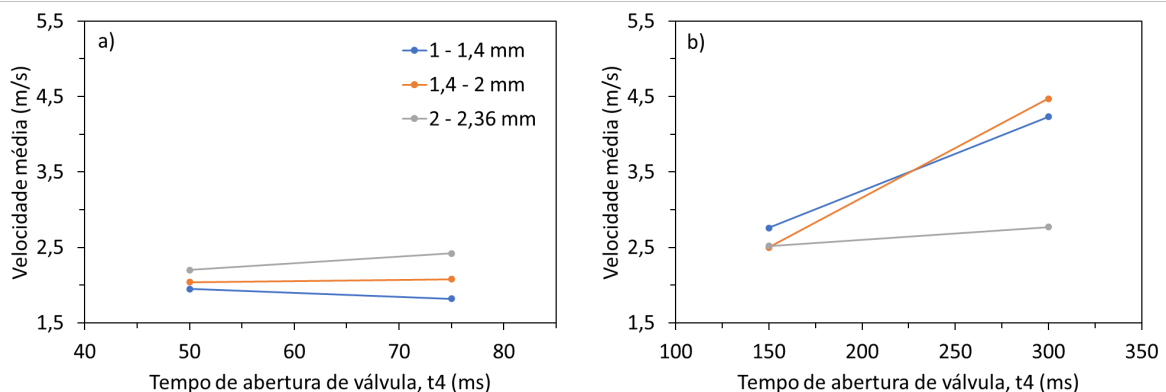 a)
1 - 1,4 mm
1,4 - 2 mm
2 - 2,36 mm
5,5
4,5
3,5
2,5
1,5
Velocidade média (m/s)
40 50 60 70 80
Tempo de abertura de válvula, t4 (ms)
b)
5,5
4,5
3,5
2,5
1,5
Velocidade média (m/s)
100 150 200 250 300 350
Tempo de abertura de válvula, t4 (ms)